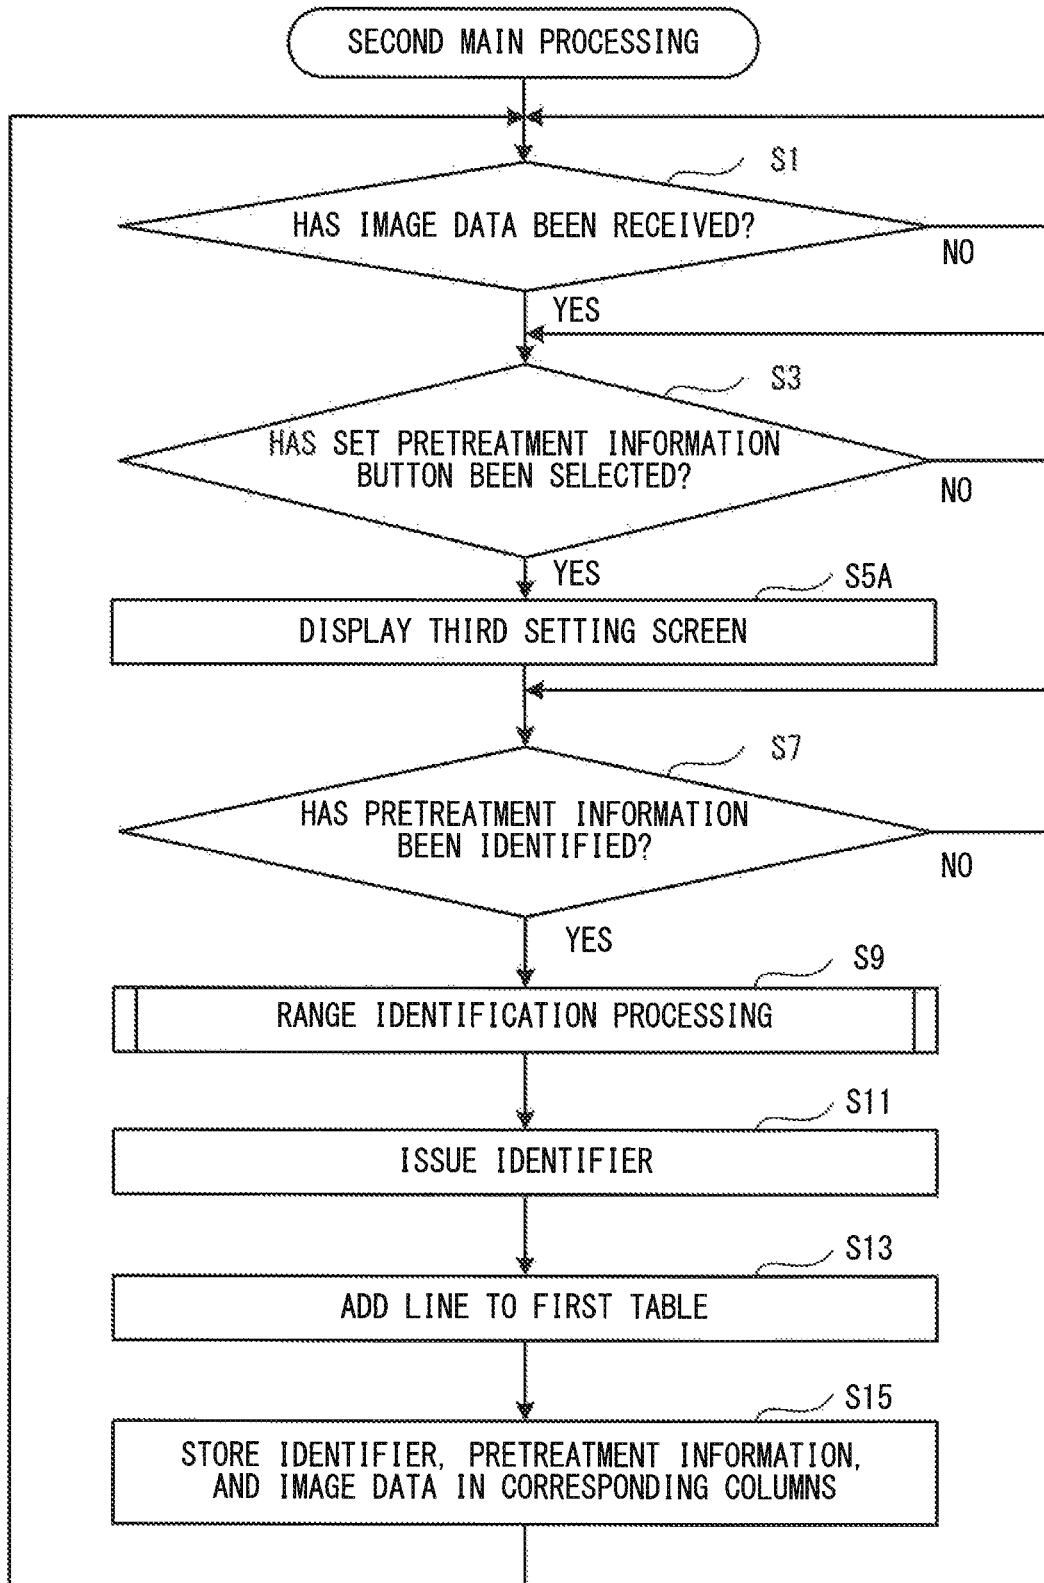 SECOND MAIN PROCESSING
S1
HAS IMAGE DATA BEEN RECEIVED?
NO
YES
S3
HAS SET PRETREATMENT INFORMATION
BUTTON BEEN SELECTED?
NO
YES
S5A
DISPLAY THIRD SETTING SCREEN
S7
HAS PRETREATMENT INFORMATION
BEEN IDENTIFIED?
NO
YES
S9
RANGE IDENTIFICATION PROCESSING
S11
ISSUE IDENTIFIER
S13
ADD LINE TO FIRST TABLE
S15
STORE IDENTIFIER, PRETREATMENT INFORMATION,
AND IMAGE DATA IN CORRESPONDING COLUMNS